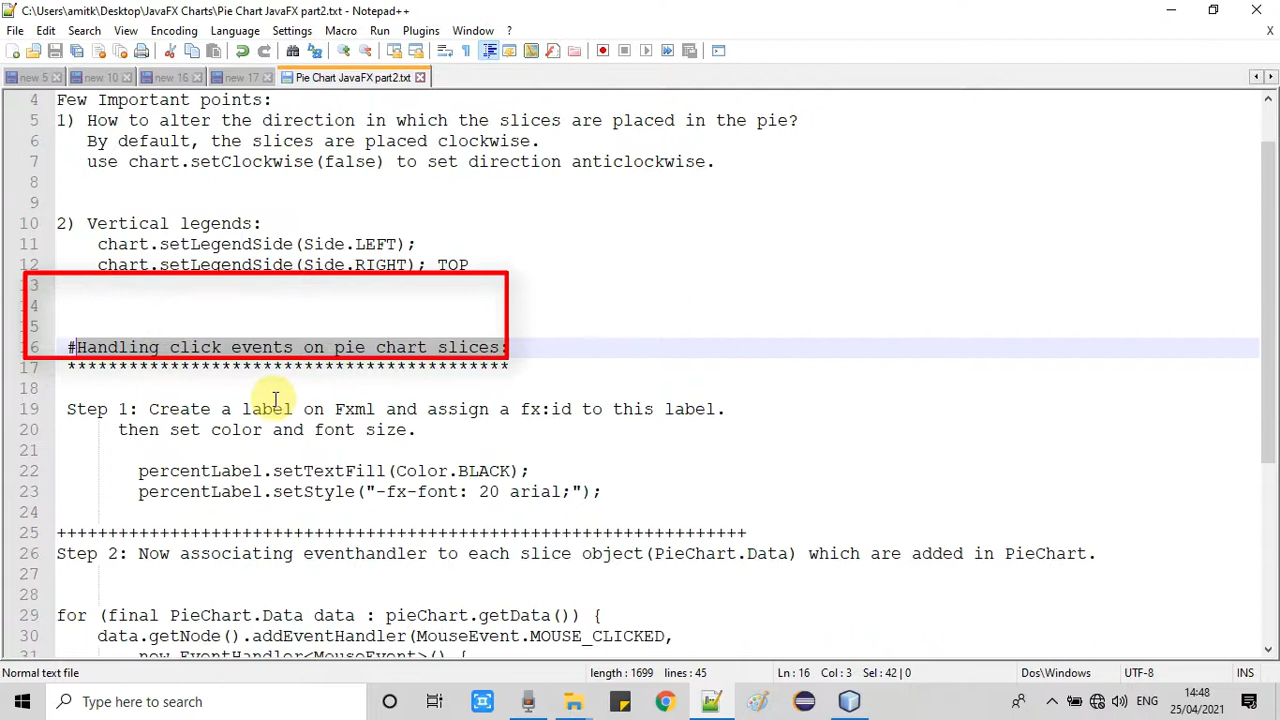 C:\Users\amitk\Desktop\JavaFX Charts\Pie Chart JavaFX part2.txt - Notepad++
File Edit Search View Encoding Language Settings Macro Run Plugins Window ? X
new 5 new 10 new 16 new 17 Pie Chart JavaFX part2.txt
4 Few Important points:
5 1) How to alter the direction in which the slices are placed in the pie?
6 By default, the slices are placed clockwise.
7 use chart.setClockwise(false) to set direction anticlockwise.
8
9
10 2) Vertical legends:
11 chart.setLegendSide(Side.LEFT);
12 chart.setLegendSide(Side.RIGHT); TOP
13
14
15
16 #Handling click events on pie chart slices:
17 *******************************************
18
19 Step 1: Create a label on Fxml and assign a fx:id to this label.
20 then set color and font size.
21
22 percentLabel.setTextFill(Color.BLACK);
23 percentLabel.setStyle("-fx-font: 20 arial;");
24
25 +++++++++++++++++++++++++++++++++++++++++++++++++++++++++++++++++++
26 Step 2: Now associating eventhandler to each slice object(PieChart.Data) which are added in PieChart.
27
28
29 for (final PieChart.Data data : pieChart.getData()) {
30 data.getNode().addEventHandler(MouseEvent.MOUSE_CLICKED,
31 new EventHandler<MouseEvent>() {
Normal text file length : 1699 lines : 45 Ln : 16 Col : 3 Sel : 42 | 0 Dos\Windows UTF-8 INS
Type here to search ENG 14:48
25/04/2021